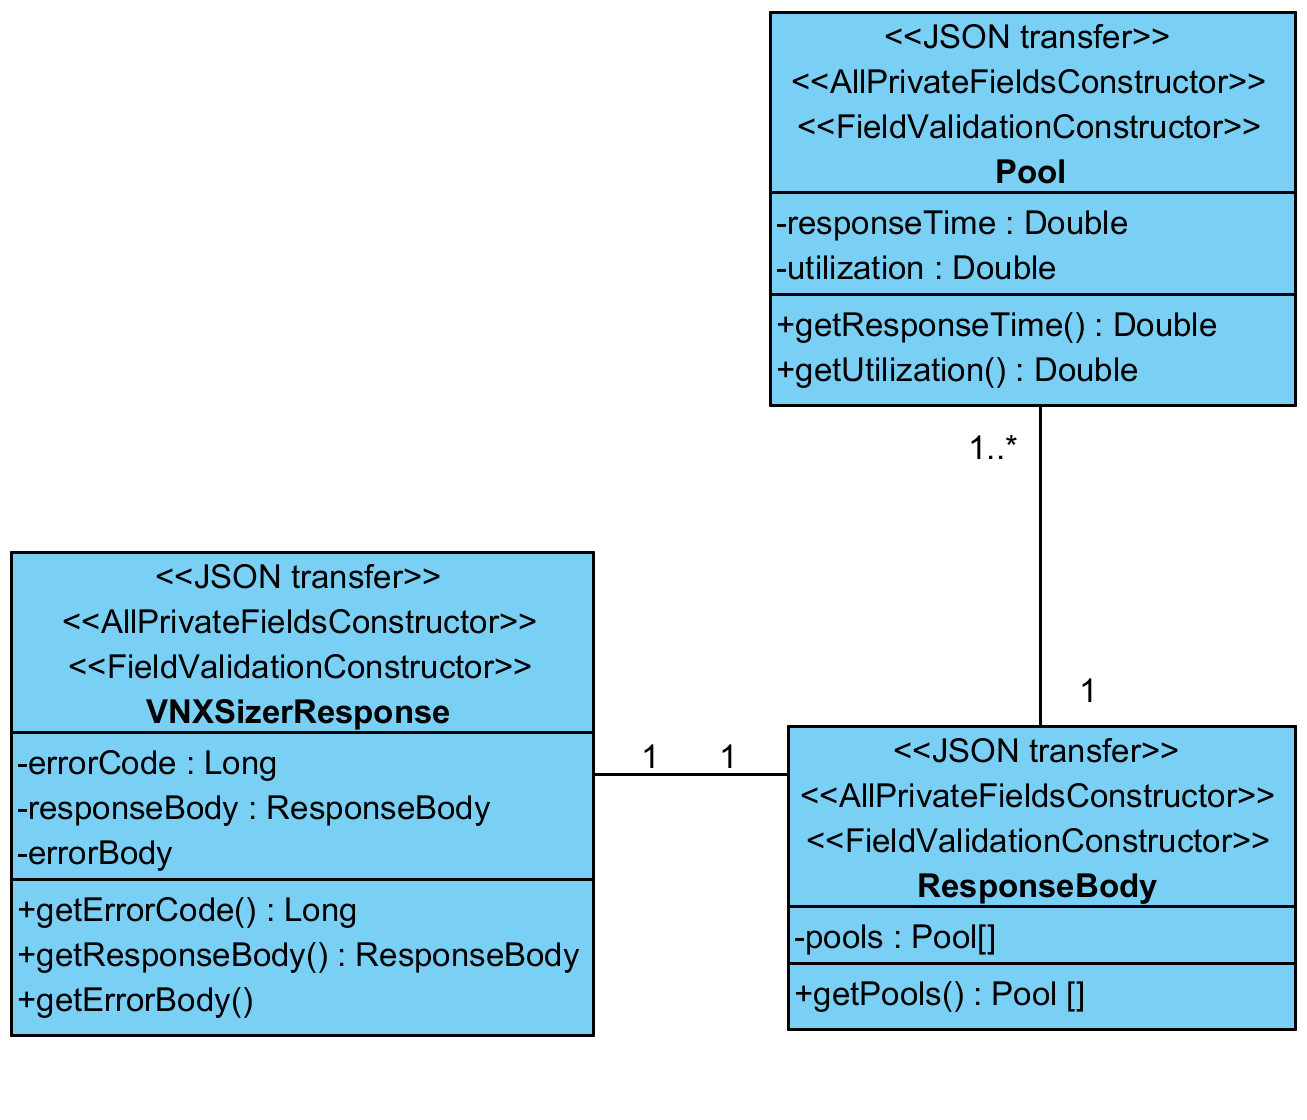 <<JSON transfer>>
<<AllPrivateFieldsConstructor>>
<<FieldValidationConstructor>>
Pool
-responseTime : Double
-utilization : Double
+getResponseTime() : Double
+getUtilization() : Double
1..*
1
<<JSON transfer>>
<<AllPrivateFieldsConstructor>>
<<FieldValidationConstructor>>
VNXSizerResponse
-errorCode : Long
-responseBody : ResponseBody
-errorBody
+getErrorCode() : Long
+getResponseBody() : ResponseBody
+getErrorBody()
1 1
<<JSON transfer>>
<<AllPrivateFieldsConstructor>>
<<FieldValidationConstructor>>
ResponseBody
-pools : Pool[]
+getPools() : Pool []